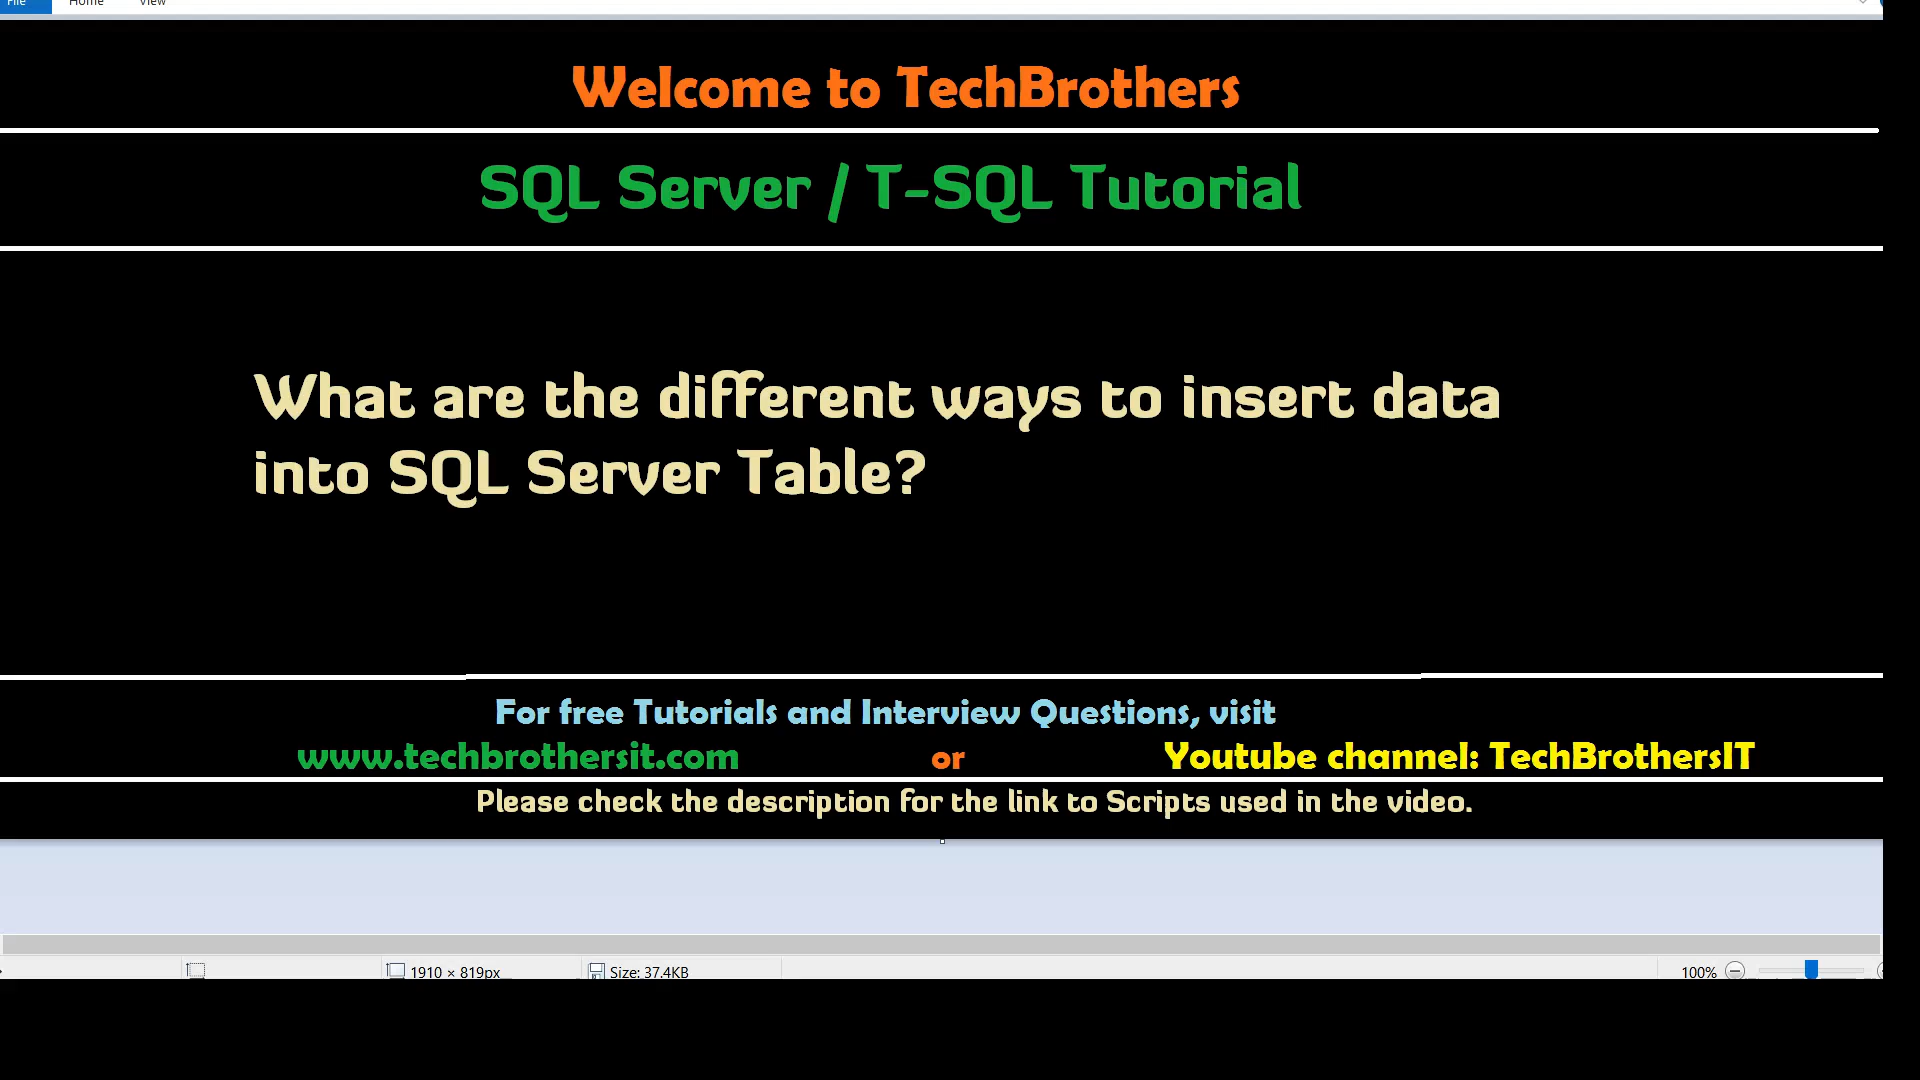 File Home View
Welcome to TechBrothers
SQL Server / T-SQL Tutorial
What are the different ways to insert data
into SQL Server Table?
For free Tutorials and Interview Questions, visit
www.techbrothersit.com or Youtube channel: TechBrothersIT
Please check the description for the link to Scripts used in the video.
1910 × 819px Size: 37.4KB 100%